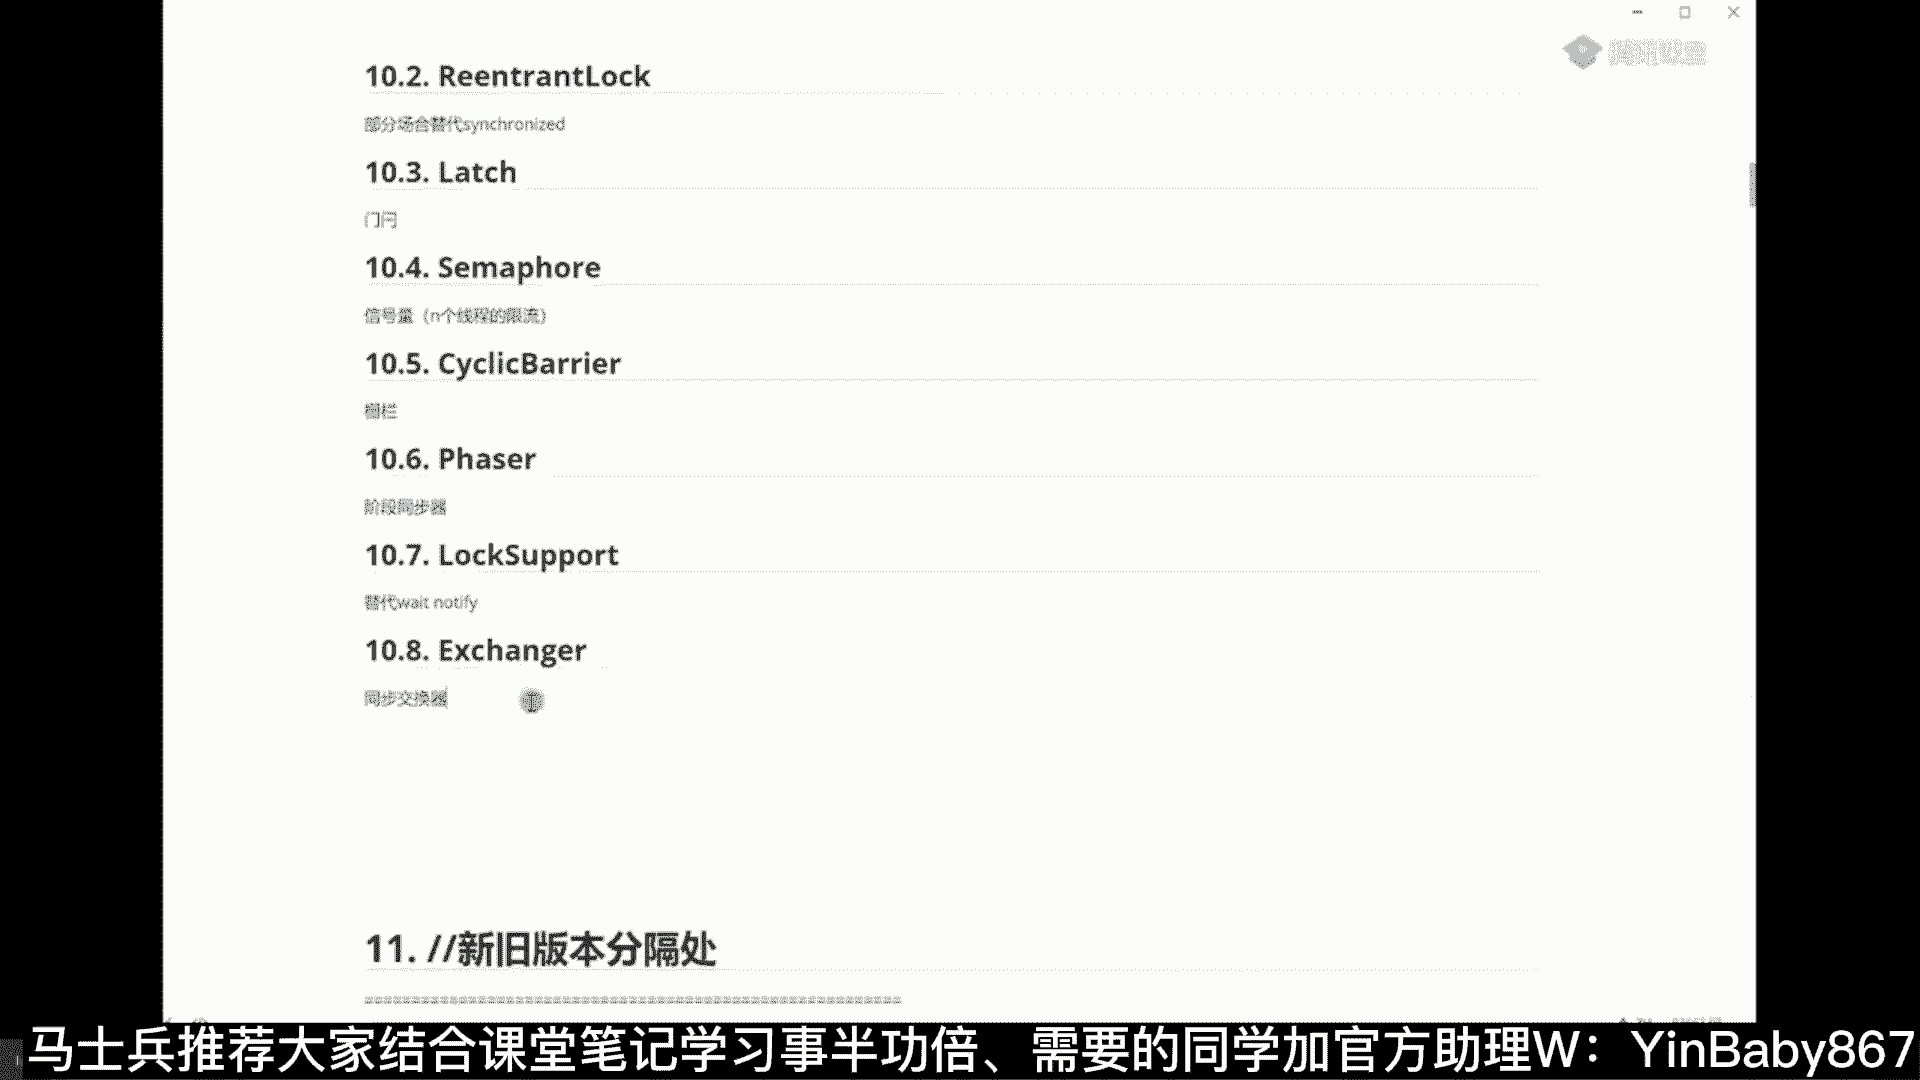 10.2. ReentrantLock
部分场合替代synchronized
10.3. Latch
门闩
10.4. Semaphore
信号量（n个线程的限流）
10.5. CyclicBarrier
栅栏
10.6. Phaser
阶段同步器
10.7. LockSupport
替代wait notify
10.8. Exchanger
同步交换器
11. //新旧版本分隔处
马士兵推荐大家结合课堂笔记学习事半功倍、需要的同学加官方助理W：YinBaby867